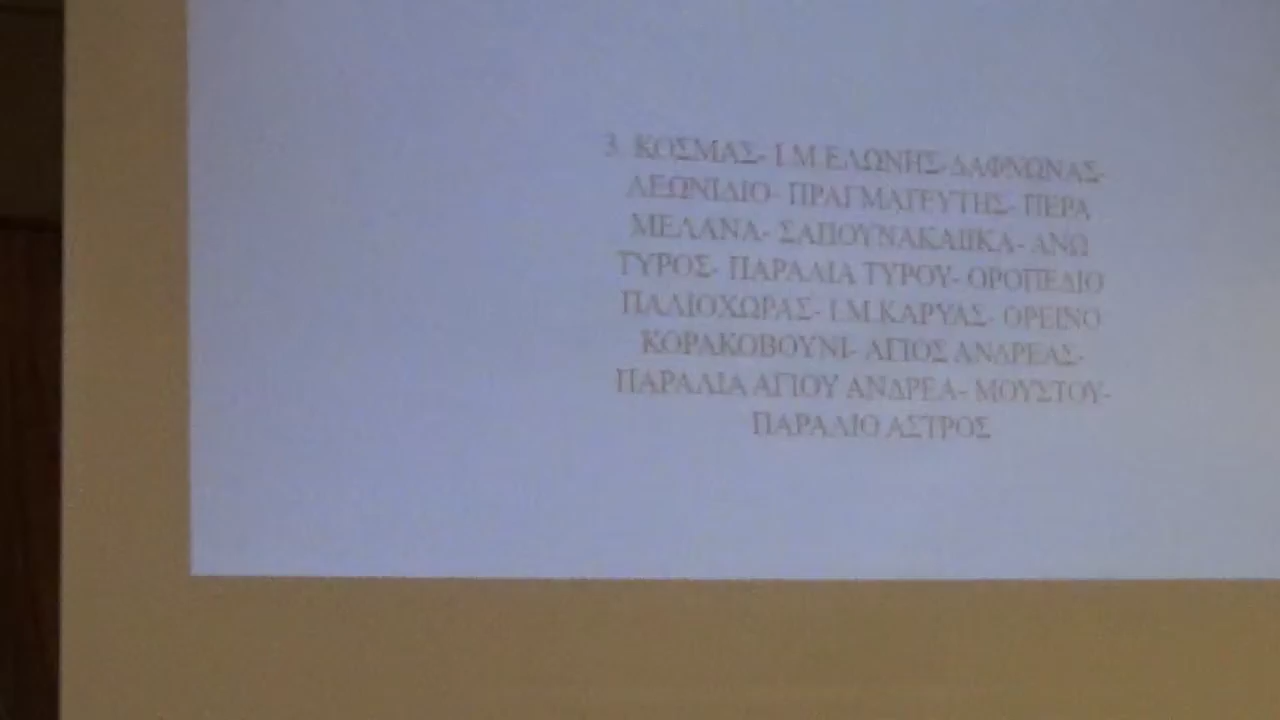 3. ΚΟΣΜΑΣ- Ι.Μ.ΕΛΩΝΗΣ-ΔΑΦΝΩΝΑΣ-
ΛΕΩΝΙΔΙΟ- ΠΡΑΓΜΑΤΕΥΤΗΣ- ΠΕΡΑ
ΜΕΛΑΝΑ- ΣΑΠΟΥΝΑΚΑΙΙΚΑ- ΑΝΩ
ΤΥΡΟΣ- ΠΑΡΑΛΙΑ ΤΥΡΟΥ- ΟΡΟΠΕΔΙΟ
ΠΑΛΙΟΧΩΡΑΣ- Ι.Μ.ΚΑΡΥΑΣ- ΟΡΕΙΝΟ
ΚΟΡΑΚΟΒΟΥΝΙ- ΑΓΙΟΣ ΑΝΔΡΕΑΣ-
ΠΑΡΑΛΙΑ ΑΓΙΟΥ ΑΝΔΡΕΑ- ΜΟΥΣΤΟΥ-
ΠΑΡΑΛΙΟ ΑΣΤΡΟΣ